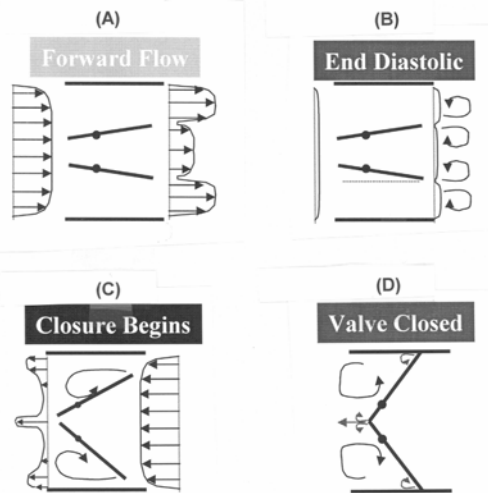 (A)
Forward Flow
(B)
End Diastolic
(C)
Closure Begins
(D)
Valve Closed